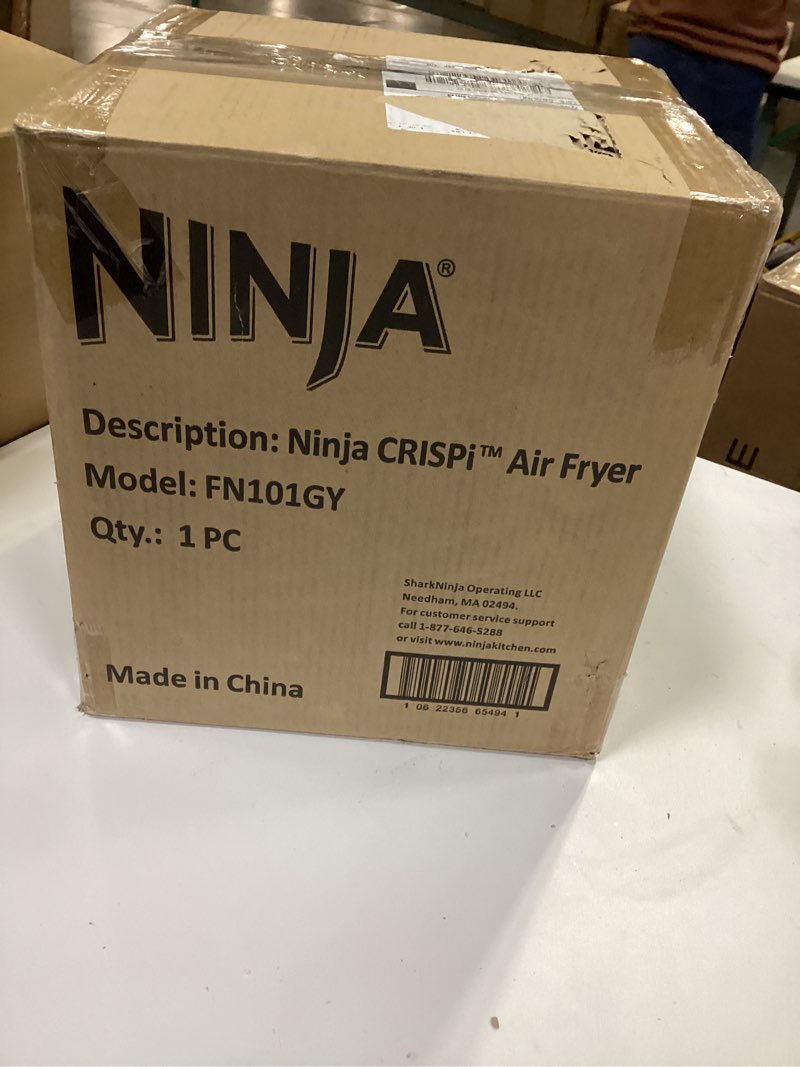 NINJA®
Description: Ninja CRISPi™ Air Fryer
Model: FN101GY
Qty.: 1 PC
SharkNinja Operating LLC
Needham, MA 02494.
For customer service support
call 1-877-646-5288
or visit www.ninjakitchen.com
Made in China
1 06 22356 65494 1
E